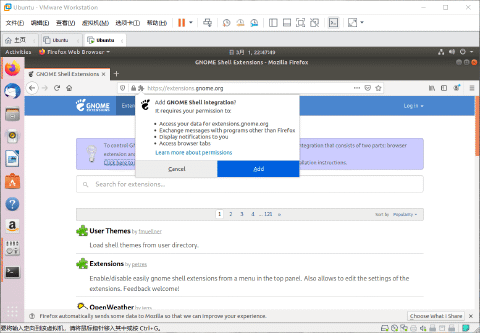 Ubuntu - VMware Workstation
文件(F) 编辑(E) 查看(V) 虚拟机(M) 选项卡(T) 帮助(H)
主页 Ubuntu Ubuntu
Activities Firefox Web Browser 3月 1, 22:47:49
GNOME Shell Extensions - Mozilla Firefox
GNOME Shell Extensions
https://extensions.gnome.org
GNOME EXTENSIONS Log in
Add GNOME Shell integration?
It requires your permission to:
Access your data for extensions.gnome.org
Exchange messages with programs other than Firefox
Display notifications to you
Access browser tabs
Learn more about permissions
Cancel Add
To control GN
integration that consists of two parts: browser
extension an
Click here to
allation instructions.
Search for extensions...
1 2 3 4 ... 121 »
Sort by Popularity
User Themes by fmuellner
Load shell themes from user directory.
Extensions by petres
Enable/disable easily gnome shell extensions from a menu in the top panel. Also allows to edit the settings of the
extensions. Feedback welcome!
OpenWeather by jens
Firefox automatically sends some data to Mozilla so that we can improve your experience.
Choose What I Share
要将输入定向到该虚拟机，请将鼠标指针移入其中或按 Ctrl+G。